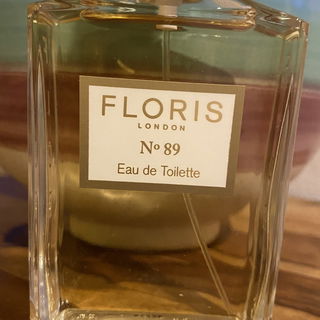 FLORIS
LONDON
Nº 89
Eau de Toilette